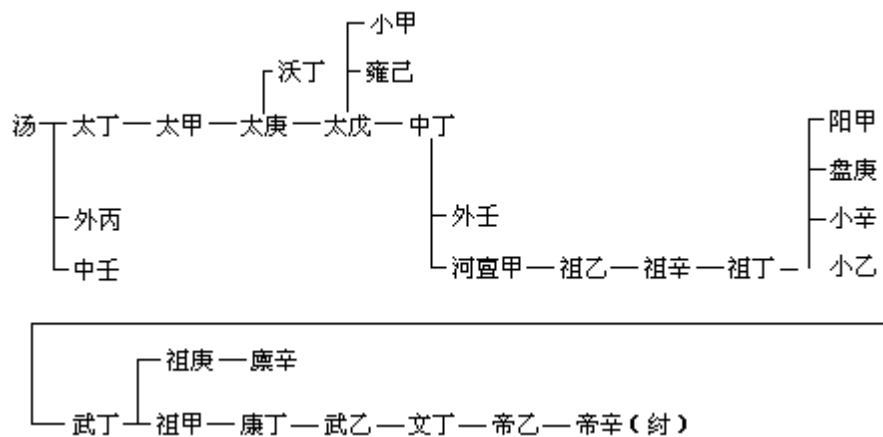 小甲
沃丁 雍己
汤 太丁 太甲 太庚 太戊 中丁 阳甲
盘庚
外丙 外壬 小辛
中壬 河亶甲 祖乙 祖辛 祖丁 小乙
祖庚 廪辛
武丁 祖甲 康丁 武乙 文丁 帝乙 帝辛(纣)